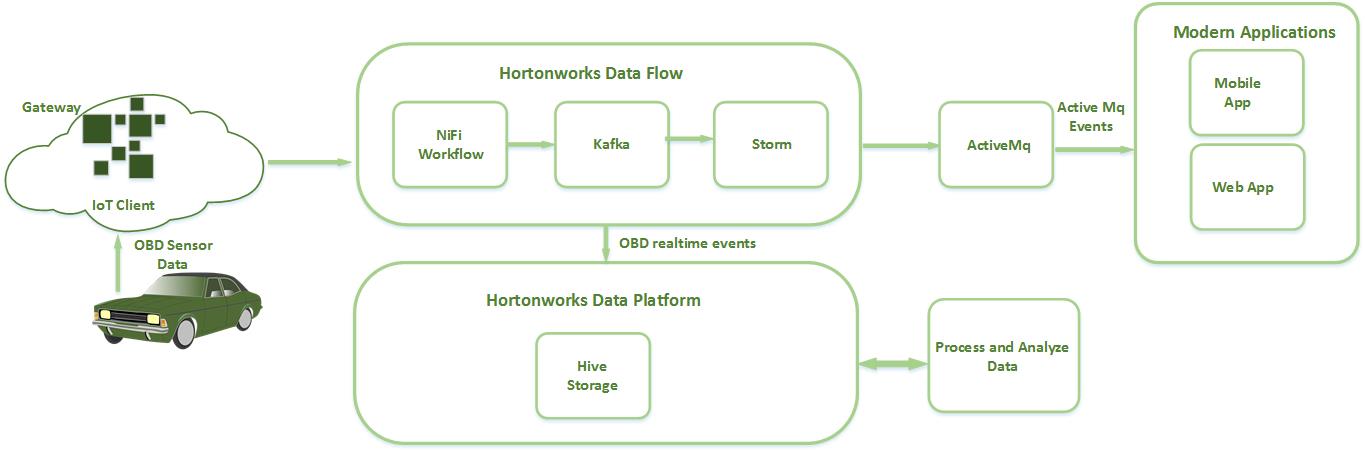 Gateway
IoT Client
OBD Sensor
Data
Hortonworks Data Flow
NiFi
Workflow
Kafka
Storm
OBD realtime events
Hortonworks Data Platform
Hive
Storage
Process and Analyze
Data
ActiveMq
Active Mq
Events
Modern Applications
Mobile
App
Web App